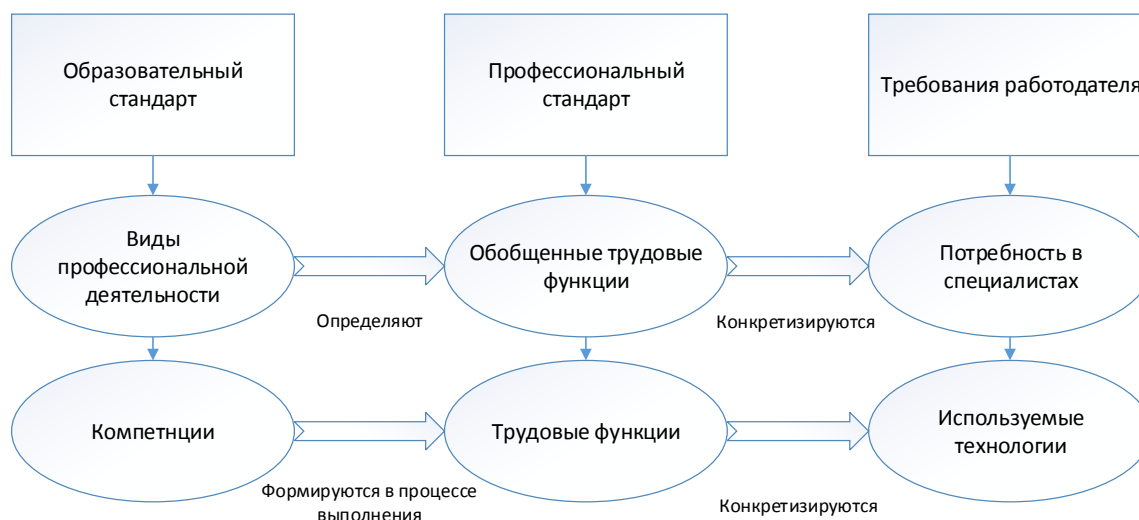 Образовательный
стандарт
Профессиональный
стандарт
Требования работодателя
Виды
профессиональной
деятельности
Обобщенные трудовые
функции
Потребность в
специалистах
Определяют
Конкретизируются
Компетнции
Трудовые функции
Используемые
технологии
Формируются в процессе
выполнения
Конкретизируются